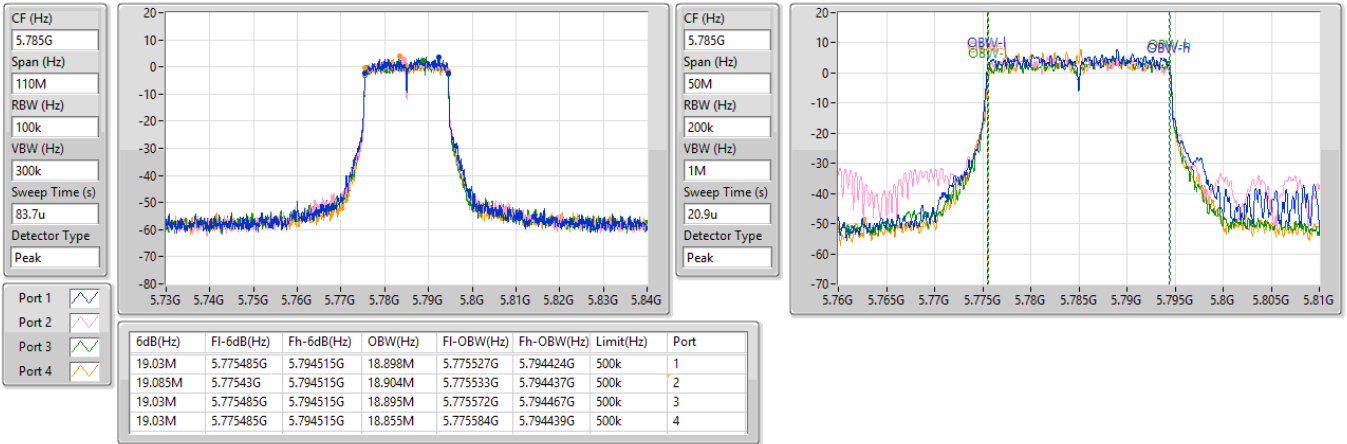 CF (Hz)
5.785G
Span (Hz)
110M
RBW (Hz)
100k
VBW (Hz)
300k
Sweep Time (s)
83.7u
Detector Type
Peak
20
10
0
-10
-20
-30
-40
-50
-60
-70
-80
5.73G 5.74G 5.75G 5.76G 5.77G 5.78G 5.79G 5.8G 5.81G 5.82G 5.84G
CF (Hz)
5.785G
Span (Hz)
50M
RBW (Hz)
200k
VBW (Hz)
1M
Sweep Time (s)
20.9u
Detector Type
Peak
20
10
0
-10
-20
-30
-40
-50
-60
-70
OBW-l
OBW-h
5.76G 5.765G 5.77G 5.775G 5.78G 5.785G 5.79G 5.795G 5.8G 5.805G 5.81G
Port 1
Port 2
Port 3
Port 4
6dB(Hz) Fl-6dB(Hz) Fh-6dB(Hz) OBW(Hz) Fl-OBW(Hz) Fh-OBW(Hz) Limit(Hz) Port
19.03M 5.775485G 5.794515G 18.898M 5.775527G 5.794424G 500k 1
19.085M 5.77543G 5.794515G 18.904M 5.775533G 5.794437G 500k 2
19.03M 5.775485G 5.794515G 18.895M 5.775572G 5.794467G 500k 3
19.03M 5.775485G 5.794515G 18.855M 5.775584G 5.794439G 500k 4